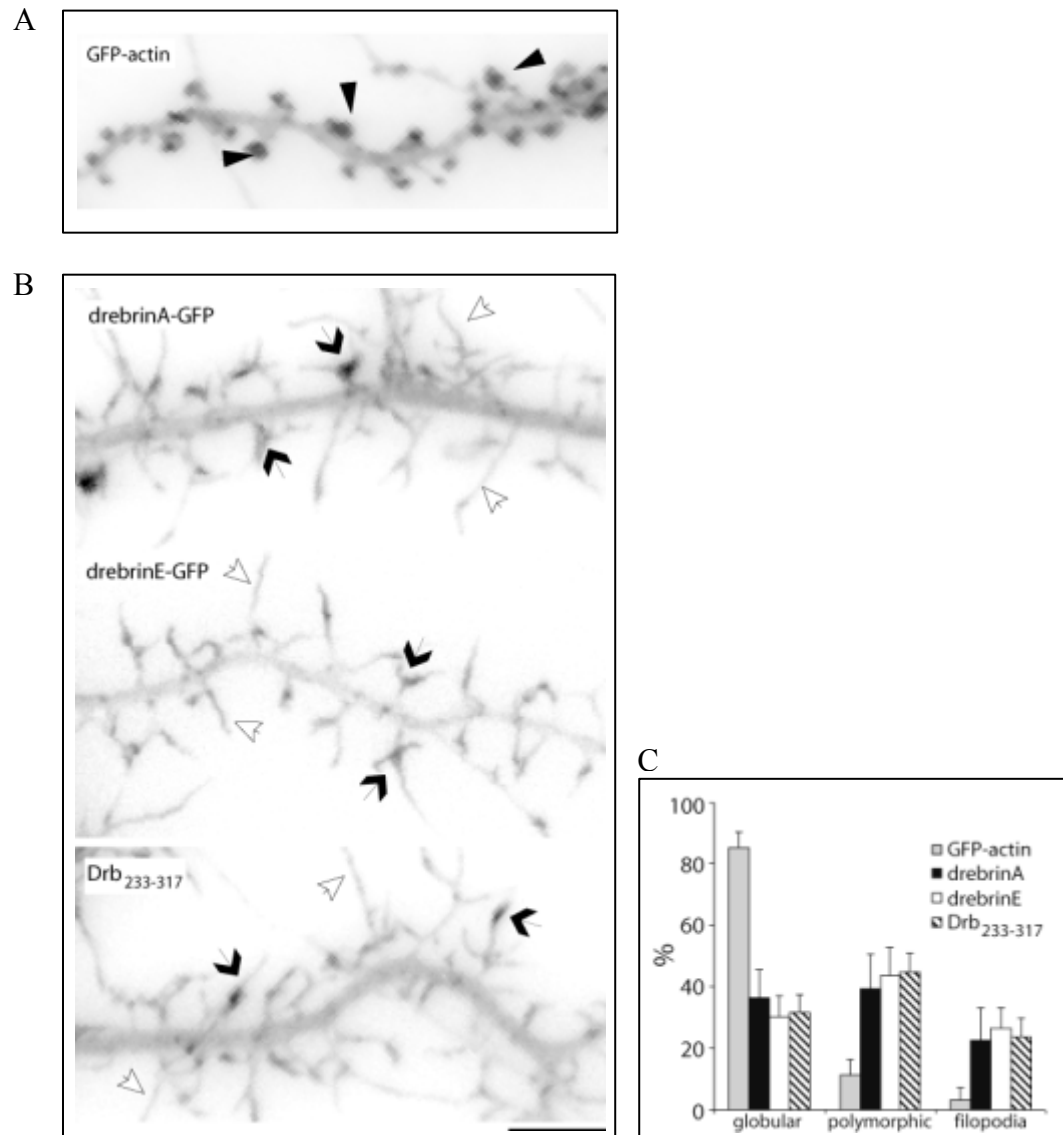 A
GFP-actin
B
drebrinA-GFP
drebrinE-GFP
Drb233-317
C
100
80
60
40
20
0
%
GFP-actin
drebrinA
drebrinE
Drb233-317
globular polymorphic filopodia